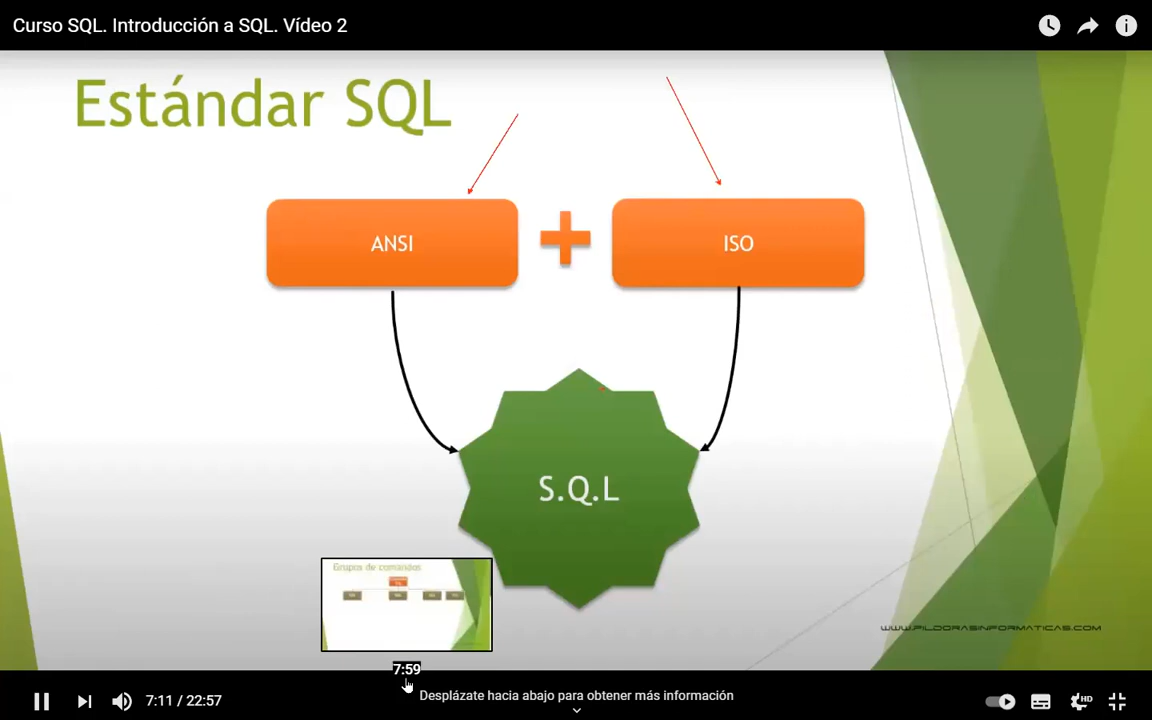 Curso SQL. Introducción a SQL. Vídeo 2
Estándar SQL
ANSI
ISO
S.Q.L
Grupos de comandos
WWW.PILDORASINFORMATICAS.COM
7:59
7:11 / 22:57
Desplázate hacia abajo para obtener más información
HD